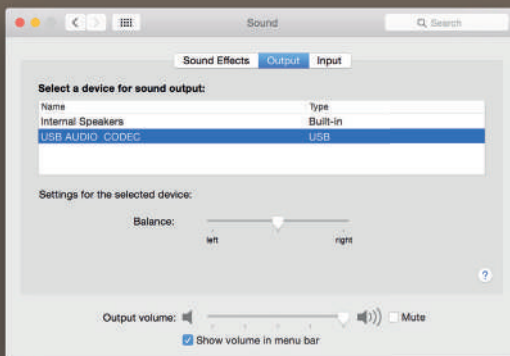 Sound
Search
Sound Effects Output Input
Select a device for sound output:
Name Type
Internal Speakers Built-in
USB AUDIO CODEC USB
Settings for the selected device:
Balance:
left right
?
Output volume: Mute
Show volume in menu bar